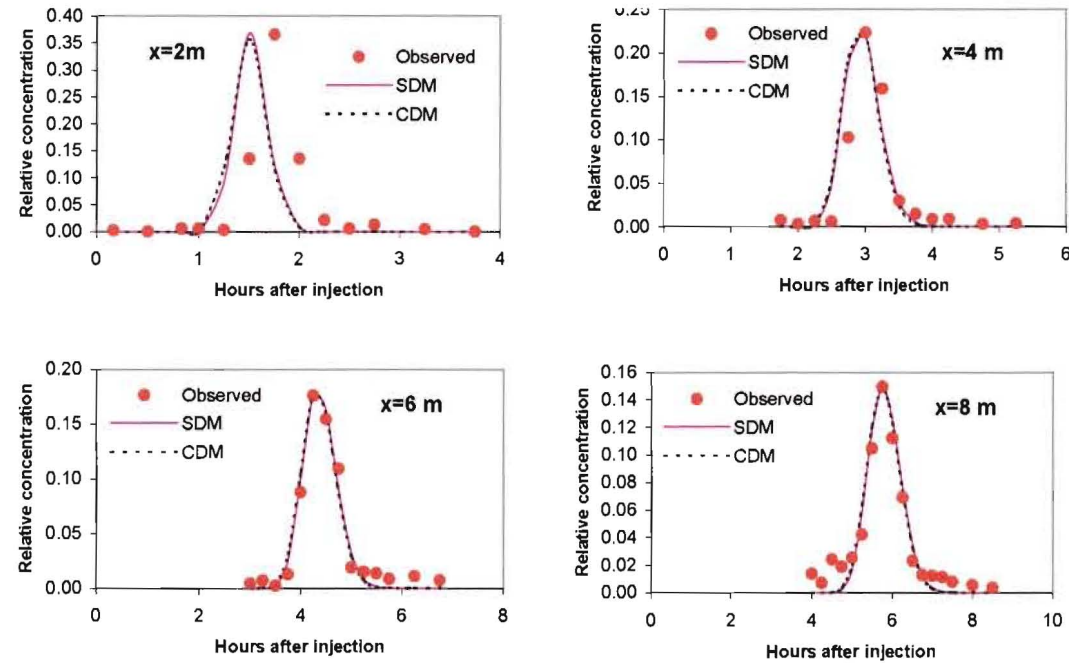 0.40
0.35
0.30
0.25
0.20
0.15
0.10
0.05
0.00
Relative concentration
x=2m
Observed
SDM
CDM
0 1 2 3 4
Hours after injection
0.25
0.20
0.15
0.10
0.05
0.00
Relative concentration
Observed
SDM
CDM
x=4 m
0 1 2 3 4 5 6
Hours after injection
0.20
0.15
0.10
0.05
0.00
Relative concentration
Observed
SDM
CDM
x=6 m
0 2 4 6 8
Hours after injection
0.16
0.14
0.12
0.10
0.08
0.06
0.04
0.02
0.00
Relative concentration
Observed
SDM
CDM
x=8 m
0 2 4 6 8 10
Hours after injection